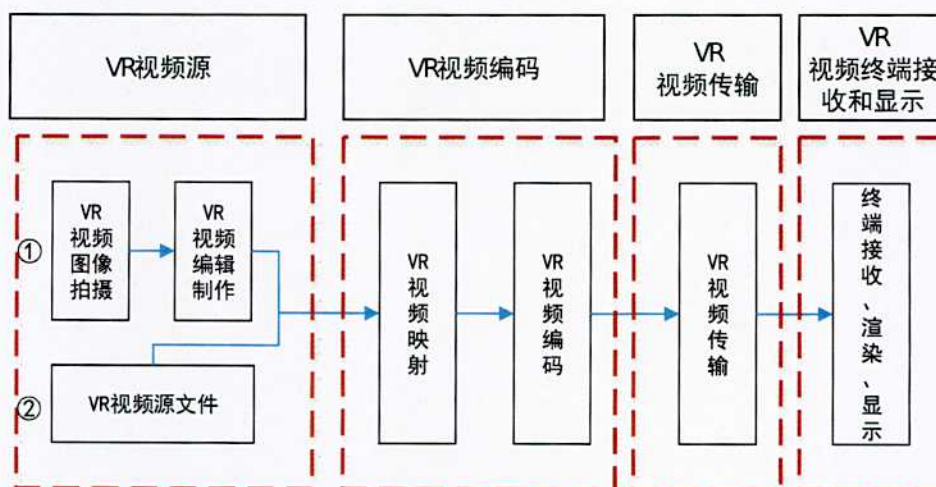 VR视频源
VR视频编码
VR
视频传输
VR
视频终端接
收和显示
①
VR
视频
图像
拍摄
VR
视频
编辑
制作
②
VR视频源文件
VR
视
频
映
射
VR
视
频
编
码
VR
视
频
传
输
终
端
接
收
、
渲
染
、
显
示